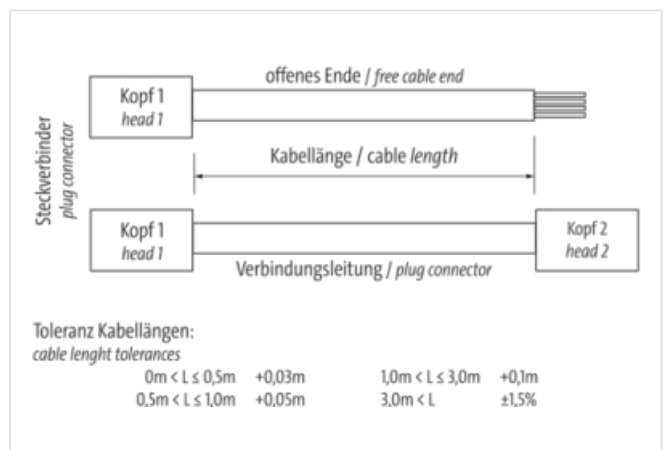 offenes Ende / free cable end
Kopf 1
head 1
Steckverbinder
plug connector
Kabellänge / cable length
Kopf 1
head 1
Kopf 2
head 2
Verbindungsleitung / plug connector
Toleranz Kabellängen:
cable lenght tolerances
0m < L ≤ 0,5m +0,03m 1,0m < L ≤ 3,0m +0,1m
0,5m < L ≤ 1,0m +0,05m 3,0m < L ±1,5%